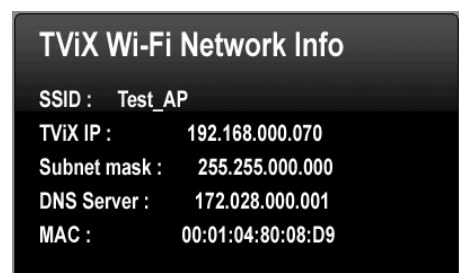 TViX Wi-Fi Network Info
SSID : Test_AP
TViX IP : 192.168.000.070
Subnet mask : 255.255.000.000
DNS Server : 172.028.000.001
MAC : 00:01:04:80:08:D9